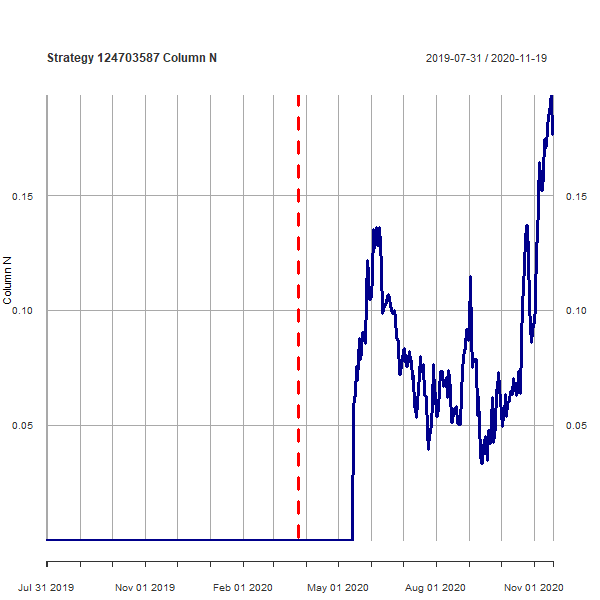 Strategy 124703587 Column N
2019-07-31 / 2020-11-19
0.15
0.15
Column N
0.10
0.10
0.05
0.05
Jul 31 2019
Nov 01 2019
Feb 01 2020
May 01 2020
Aug 01 2020
Nov 01 2020